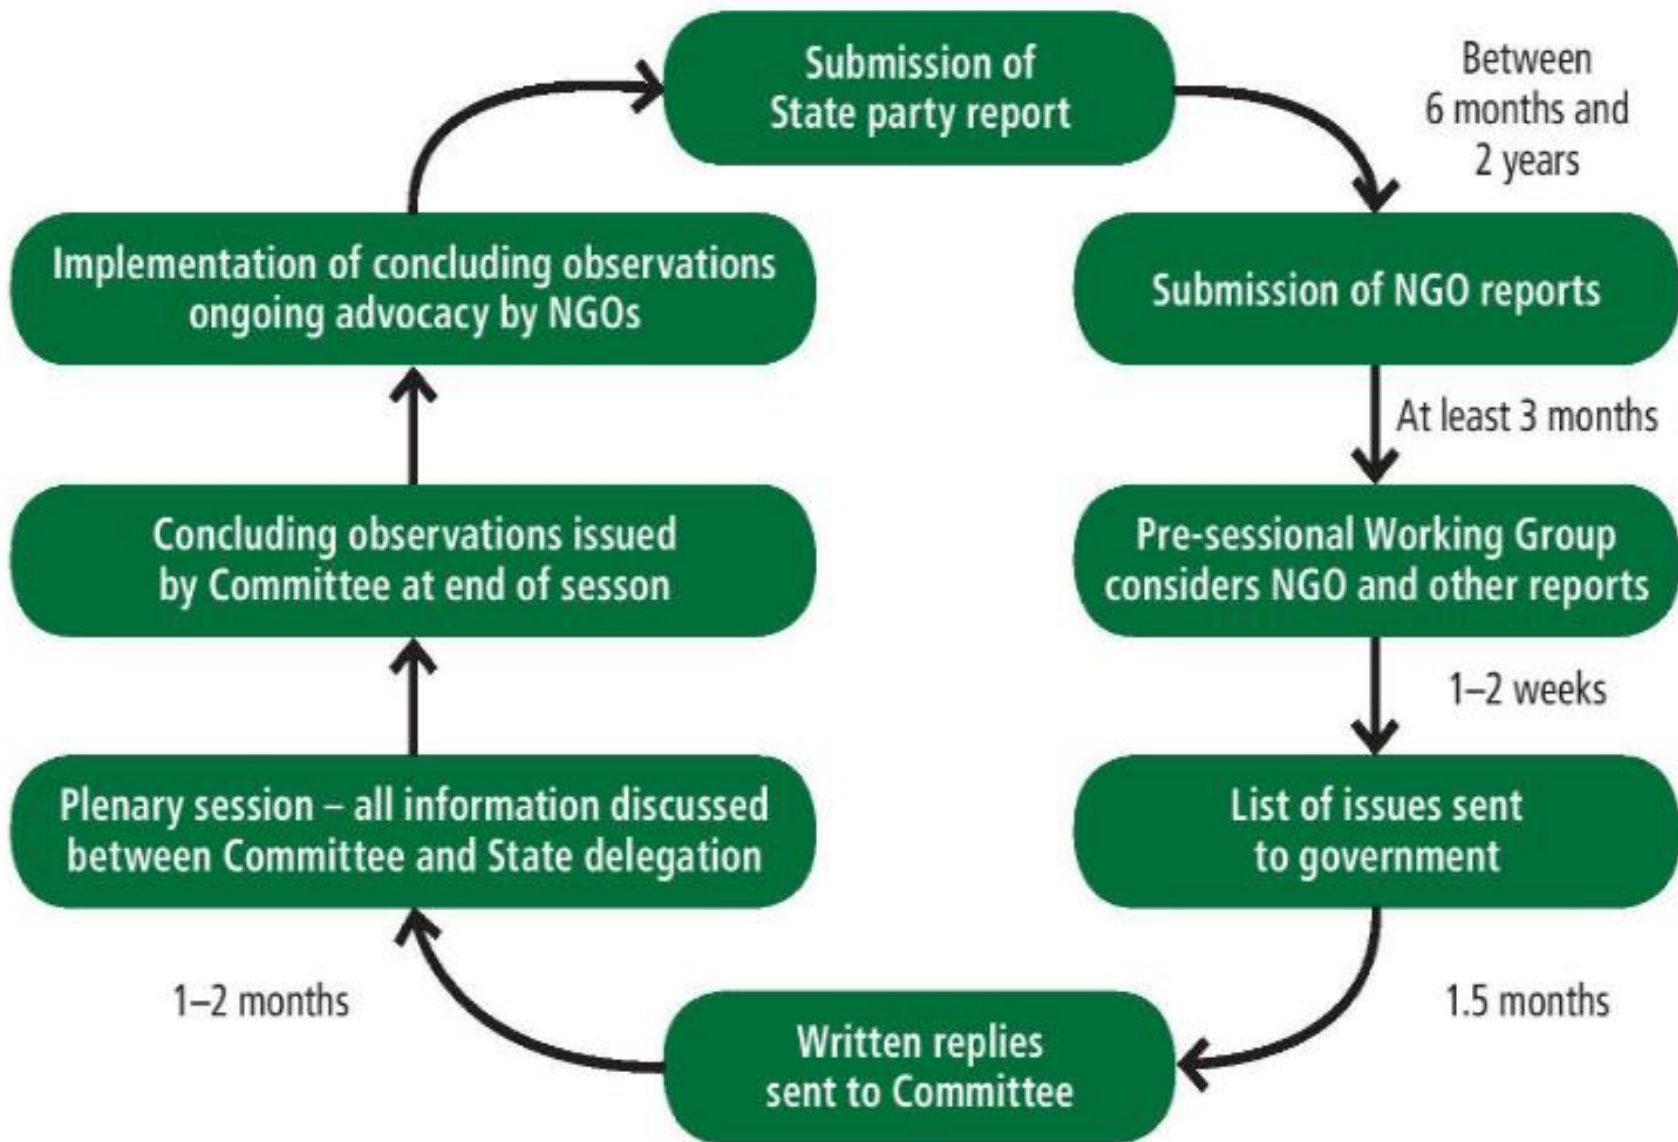 Submission of
State party report
Between
6 months and
2 years
Submission of NGO reports
At least 3 months
Pre-sessional Working Group
considers NGO and other reports
1–2 weeks
List of issues sent
to government
1.5 months
Written replies
sent to Committee
1–2 months
Plenary session – all information discussed
between Committee and State delegation
Concluding observations issued
by Committee at end of sesson
Implementation of concluding observations
ongoing advocacy by NGOs